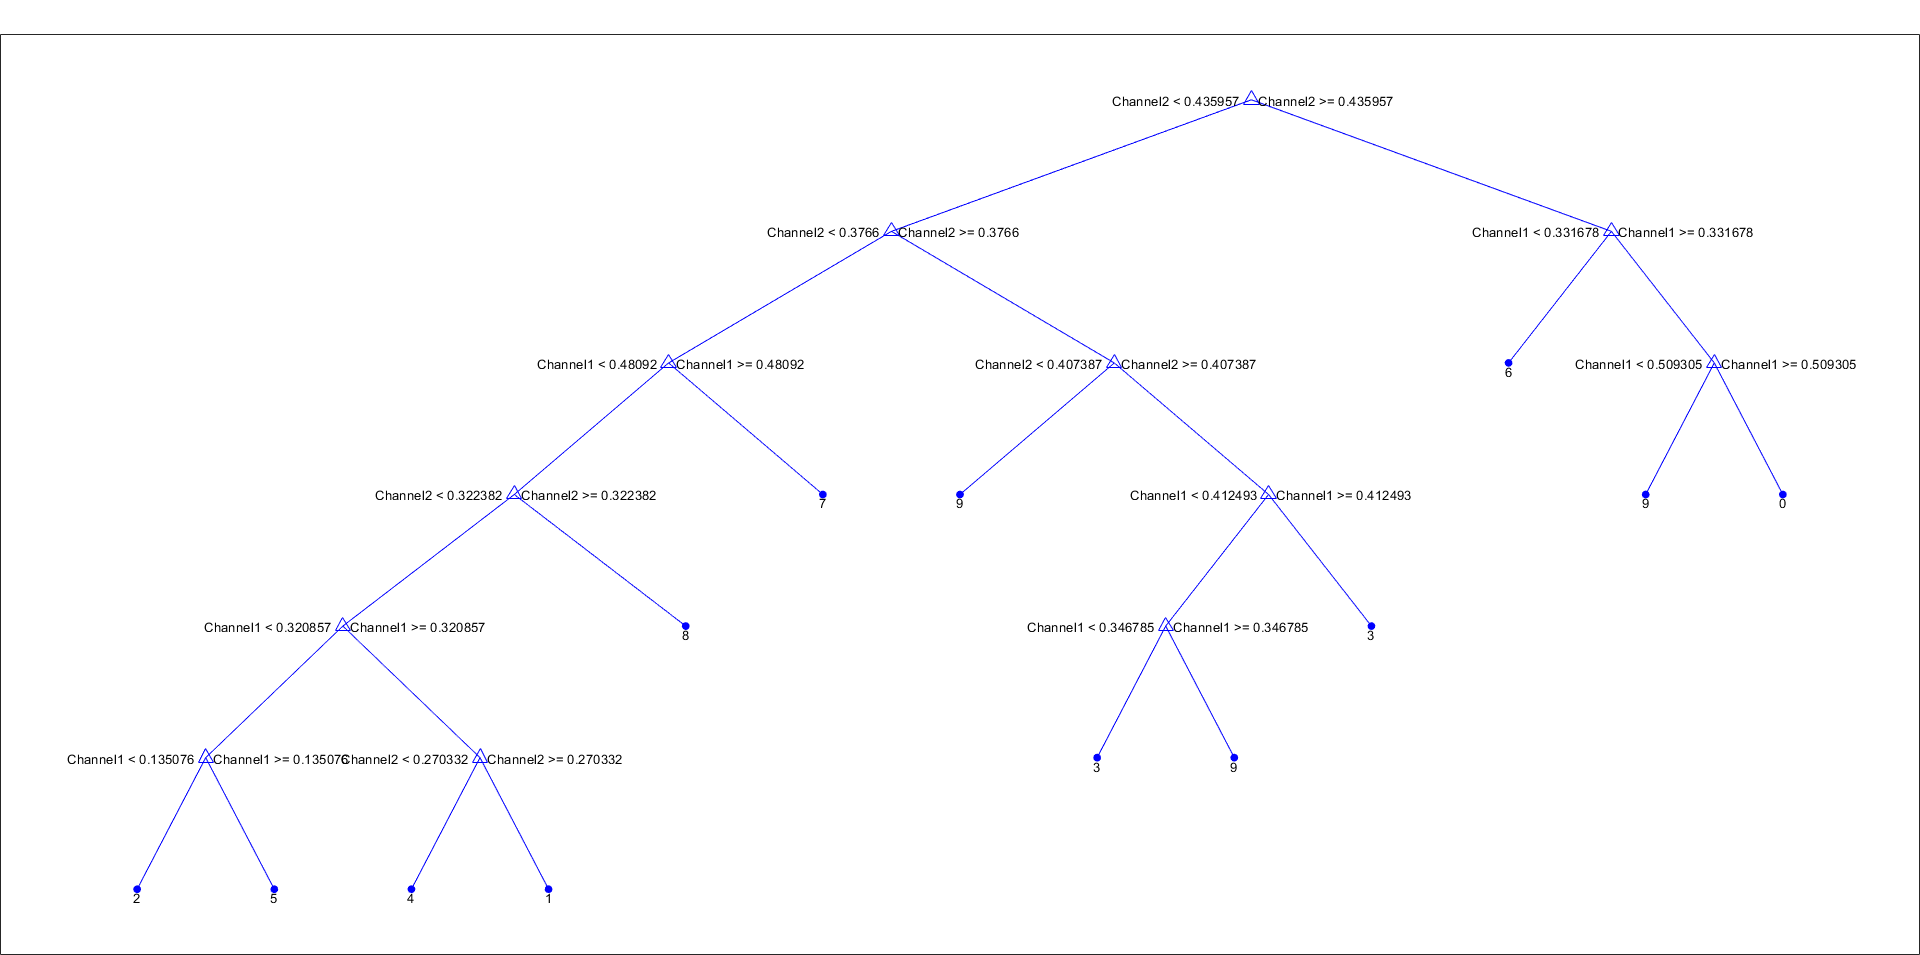 Channel2 < 0.435957 Channel2 >= 0.435957
Channel2 < 0.3766 Channel2 >= 0.3766 Channel1 < 0.331678 Channel1 >= 0.331678
Channel1 < 0.48092 Channel1 >= 0.48092 Channel2 < 0.407387 Channel2 >= 0.407387 6 Channel1 < 0.509305 Channel1 >= 0.509305
Channel2 < 0.322382 Channel2 >= 0.322382 7 9 Channel1 < 0.412493 Channel1 >= 0.412493 9 0
Channel1 < 0.320857 Channel1 >= 0.320857 8 Channel1 < 0.346785 Channel1 >= 0.346785 3
Channel1 < 0.135076 Channel1 >= 0.135076 Channel2 < 0.270332 Channel2 >= 0.270332 3 9
2 5 4 1